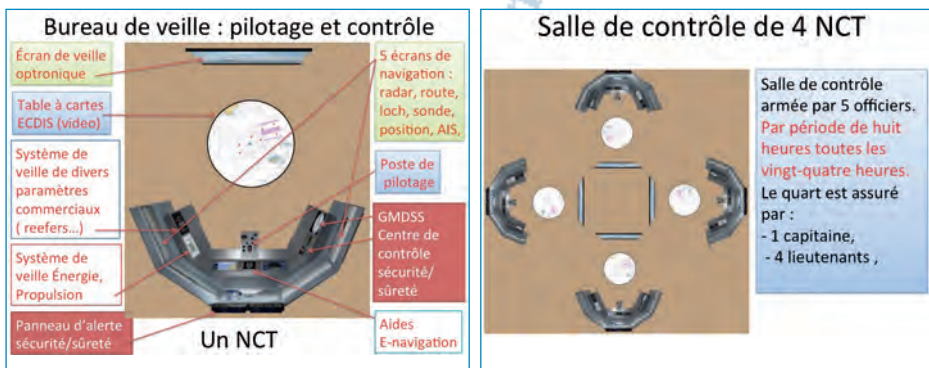 Bureau de veille : pilotage et contrôle
Écran de veille
optronique
Table à cartes
ECDIS (video)
Système de
veille de divers
paramètres
commerciaux
( reefers...)
Système de
veille Énergie,
Propulsion
Panneau d'alerte
sécurité/sûreté
5 écrans de
navigation :
radar, route,
loch, sonde,
position, AIS,
Poste de
pilotage
GMDSS
Centre de
contrôle
sécurité/
sûreté
Aides
E-navigation
Un NCT
Salle de contrôle de 4 NCT
Salle de contrôle
armée par 5 officiers.
Par période de huit
heures toutes les
vingt-quatre heures.
Le quart est assuré
par :
- 1 capitaine,
- 4 lieutenants ,